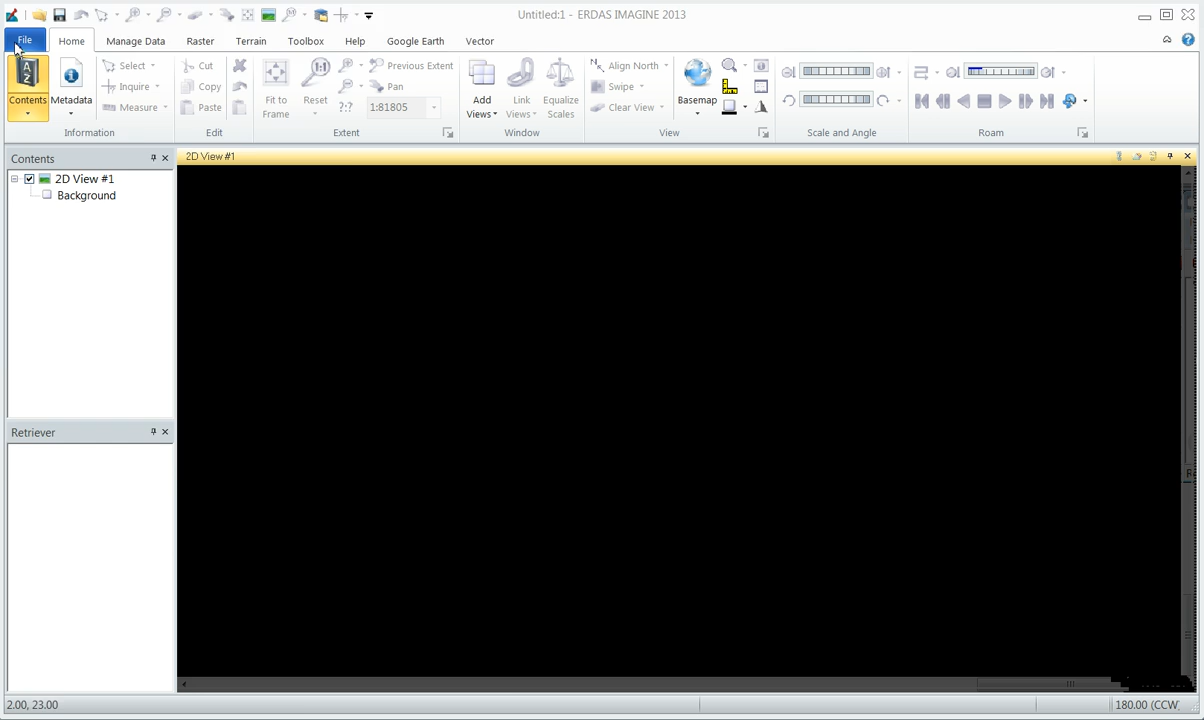 Untitled:1 - ERDAS IMAGINE 2013
File Home Manage Data Raster Terrain Toolbox Help Google Earth Vector
Select Cut Previous Extent Align North
Inquire Copy Pan Swipe
Measure Paste 1:81805 Clear View
Contents Metadata Fit to Frame Reset Add Views Link Views Equalize Scales Basemap
Information Edit Extent Window View Scale and Angle Roam
Contents
2D View #1
Background
2D View #1
Retriever
2.00, 23.00
180.00 (CCW